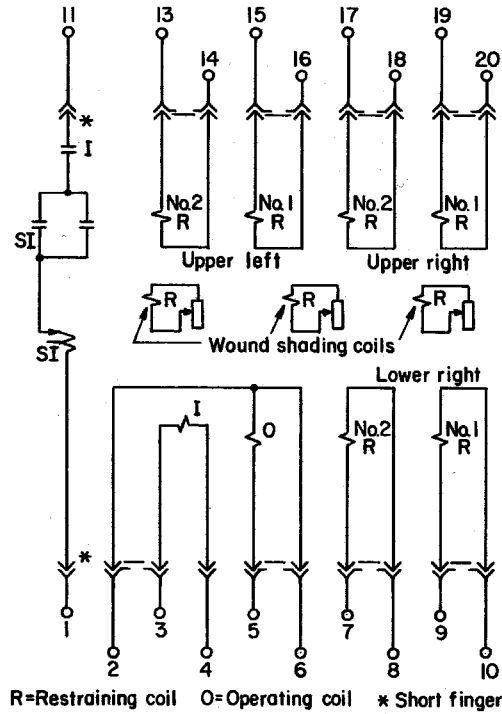 11 13 15 17 19
14 16 18 20
*
I
No.2 R No.1 R No.2 R No.1 R
SI
Upper left Upper right
R R R
Wound shading coils
SI
Lower right
I
O
No.2 R No.1 R
*
1 3 5 7 9
2 4 6 8 10
R=Restraining coil O=Operating coil * Short finger